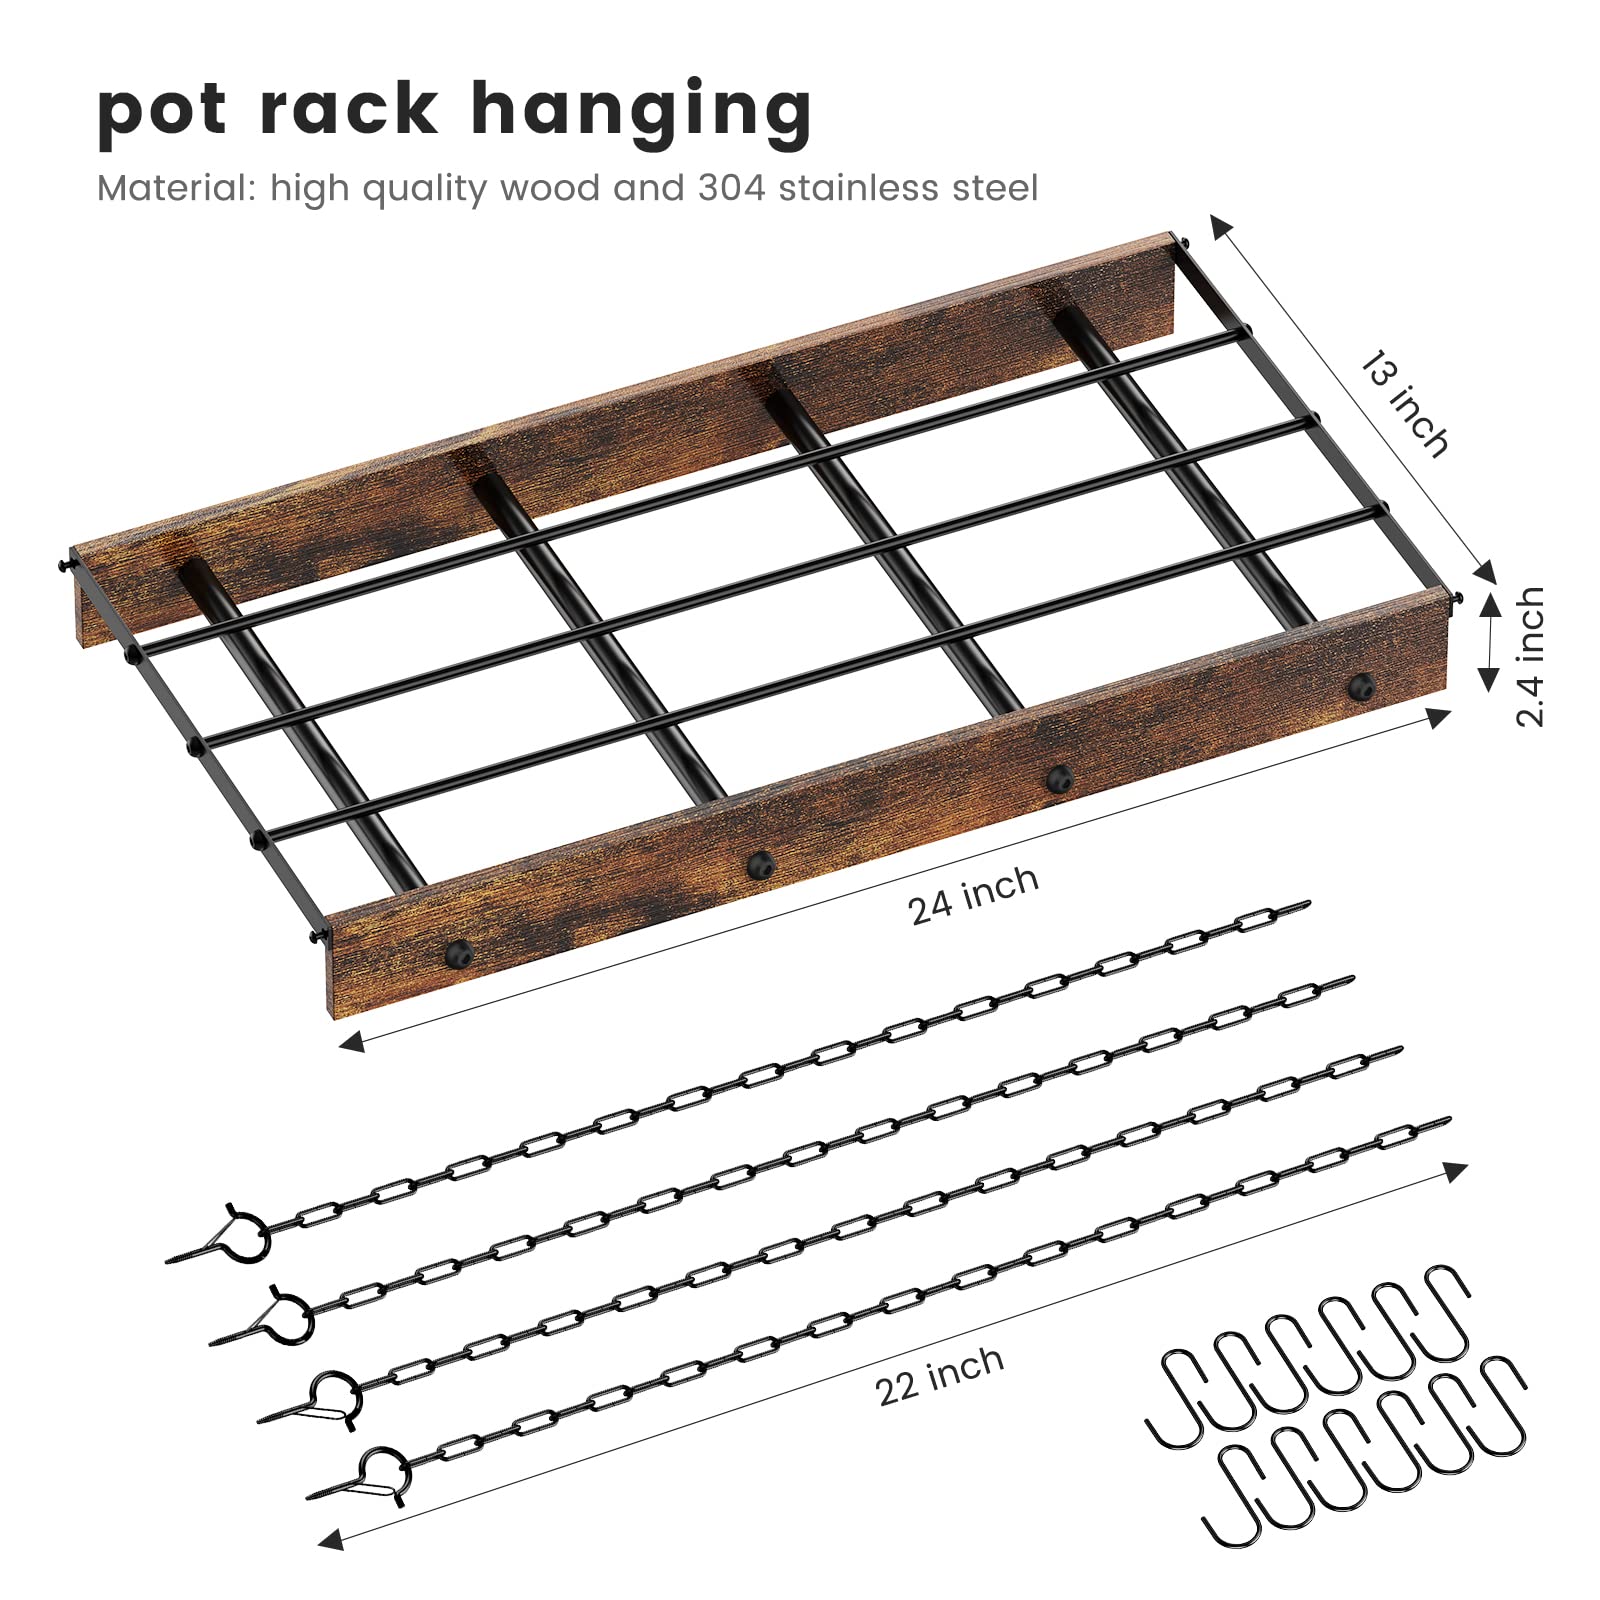 pot rack hanging
Material: high quality wood and 304 stainless steel
13 inch
2.4 inch
24 inch
22 inch